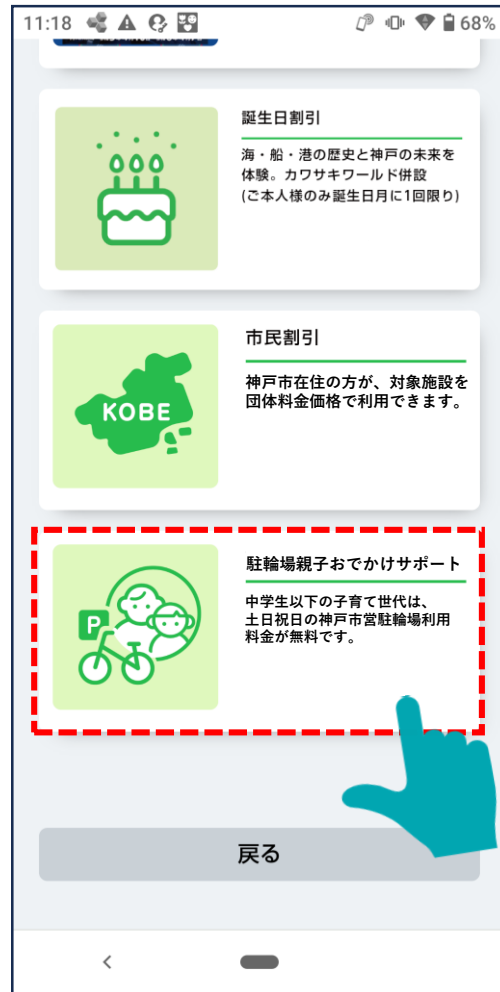 11:18
68%
誕生日割引
海・船・港の歴史と神戸の未来を
体験。カワサキワールド併設
(ご本人様のみ誕生日月に1回限り)
KOBE
市民割引
神戸市在住の方が、対象施設を
団体料金価格で利用できます。
P
駐輪場親子おでかけサポート
中学生以下の子育て世代は、
土日祝日の神戸市営駐輪場利用
料金が無料です。
戻る